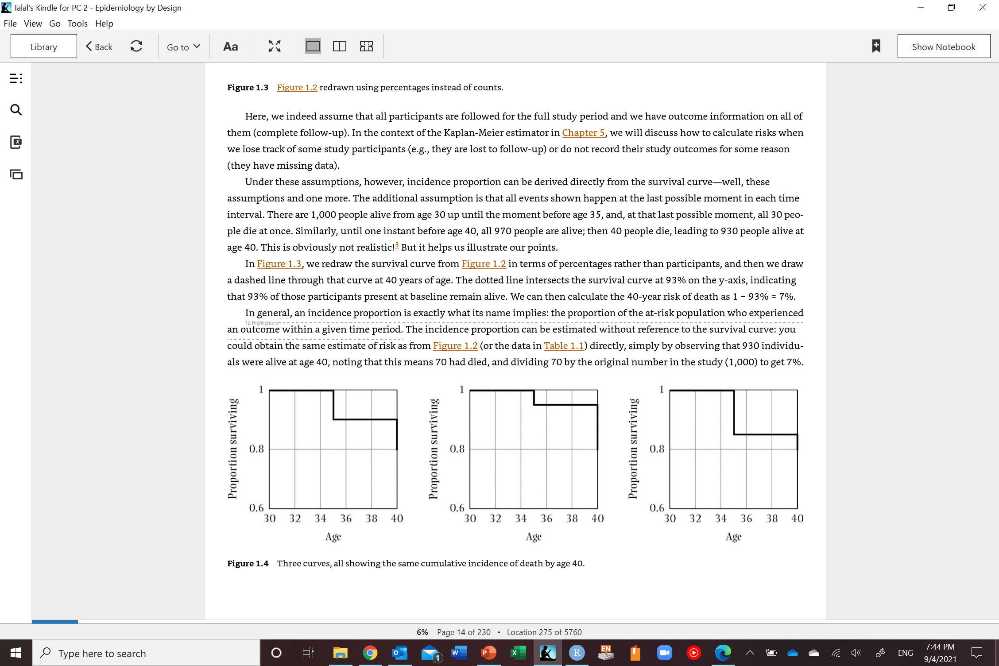 Talal's Kindle for PC 2 - Epidemiology by Design
File View Go Tools Help
Library Back Go to Aa Show Notebook
Figure 1.3 Figure 1.2 redrawn using percentages instead of counts.
Here, we indeed assume that all participants are followed for the full study period and we have outcome information on all of
them (complete follow-up). In the context of the Kaplan-Meier estimator in Chapter 5, we will discuss how to calculate risks when
we lose track of some study participants (e.g., they are lost to follow-up) or do not record their study outcomes for some reason
(they have missing data).
Under these assumptions, however, incidence proportion can be derived directly from the survival curve—well, these
assumptions and one more. The additional assumption is that all events shown happen at the last possible moment in each time
interval. There are 1,000 people alive from age 30 up until the moment before age 35, and, at that last possible moment, all 30 peo-
ple die at once. Similarly, until one instant before age 40, all 970 people are alive; then 40 people die, leading to 930 people alive at
age 40. This is obviously not realistic!3 But it helps us illustrate our points.
In Figure 1.3, we redraw the survival curve from Figure 1.2 in terms of percentages rather than participants, and then we draw
a dashed line through that curve at 40 years of age. The dotted line intersects the survival curve at 93% on the y-axis, indicating
that 93% of those participants present at baseline remain alive. We can then calculate the 40-year risk of death as 1 − 93% = 7%.
In general, an incidence proportion is exactly what its name implies: the proportion of the at-risk population who experienced
12 Highlighters
an outcome within a given time period. The incidence proportion can be estimated without reference to the survival curve: you
could obtain the same estimate of risk as from Figure 1.2 (or the data in Table 1.1) directly, simply by observing that 930 individu-
als were alive at age 40, noting that this means 70 had died, and dividing 70 by the original number in the study (1,000) to get 7%.
Proportion surviving
1
0.8
0.6
30 32 34 36 38 40
Age
Proportion surviving
1
0.8
0.6
30 32 34 36 38 40
Age
Proportion surviving
1
0.8
0.6
30 32 34 36 38 40
Age
Figure 1.4 Three curves, all showing the same cumulative incidence of death by age 40.
6% Page 14 of 230 • Location 275 of 5760
Type here to search
O
1
W
P
X
R
EN
ENG
7:44 PM
9/4/2021